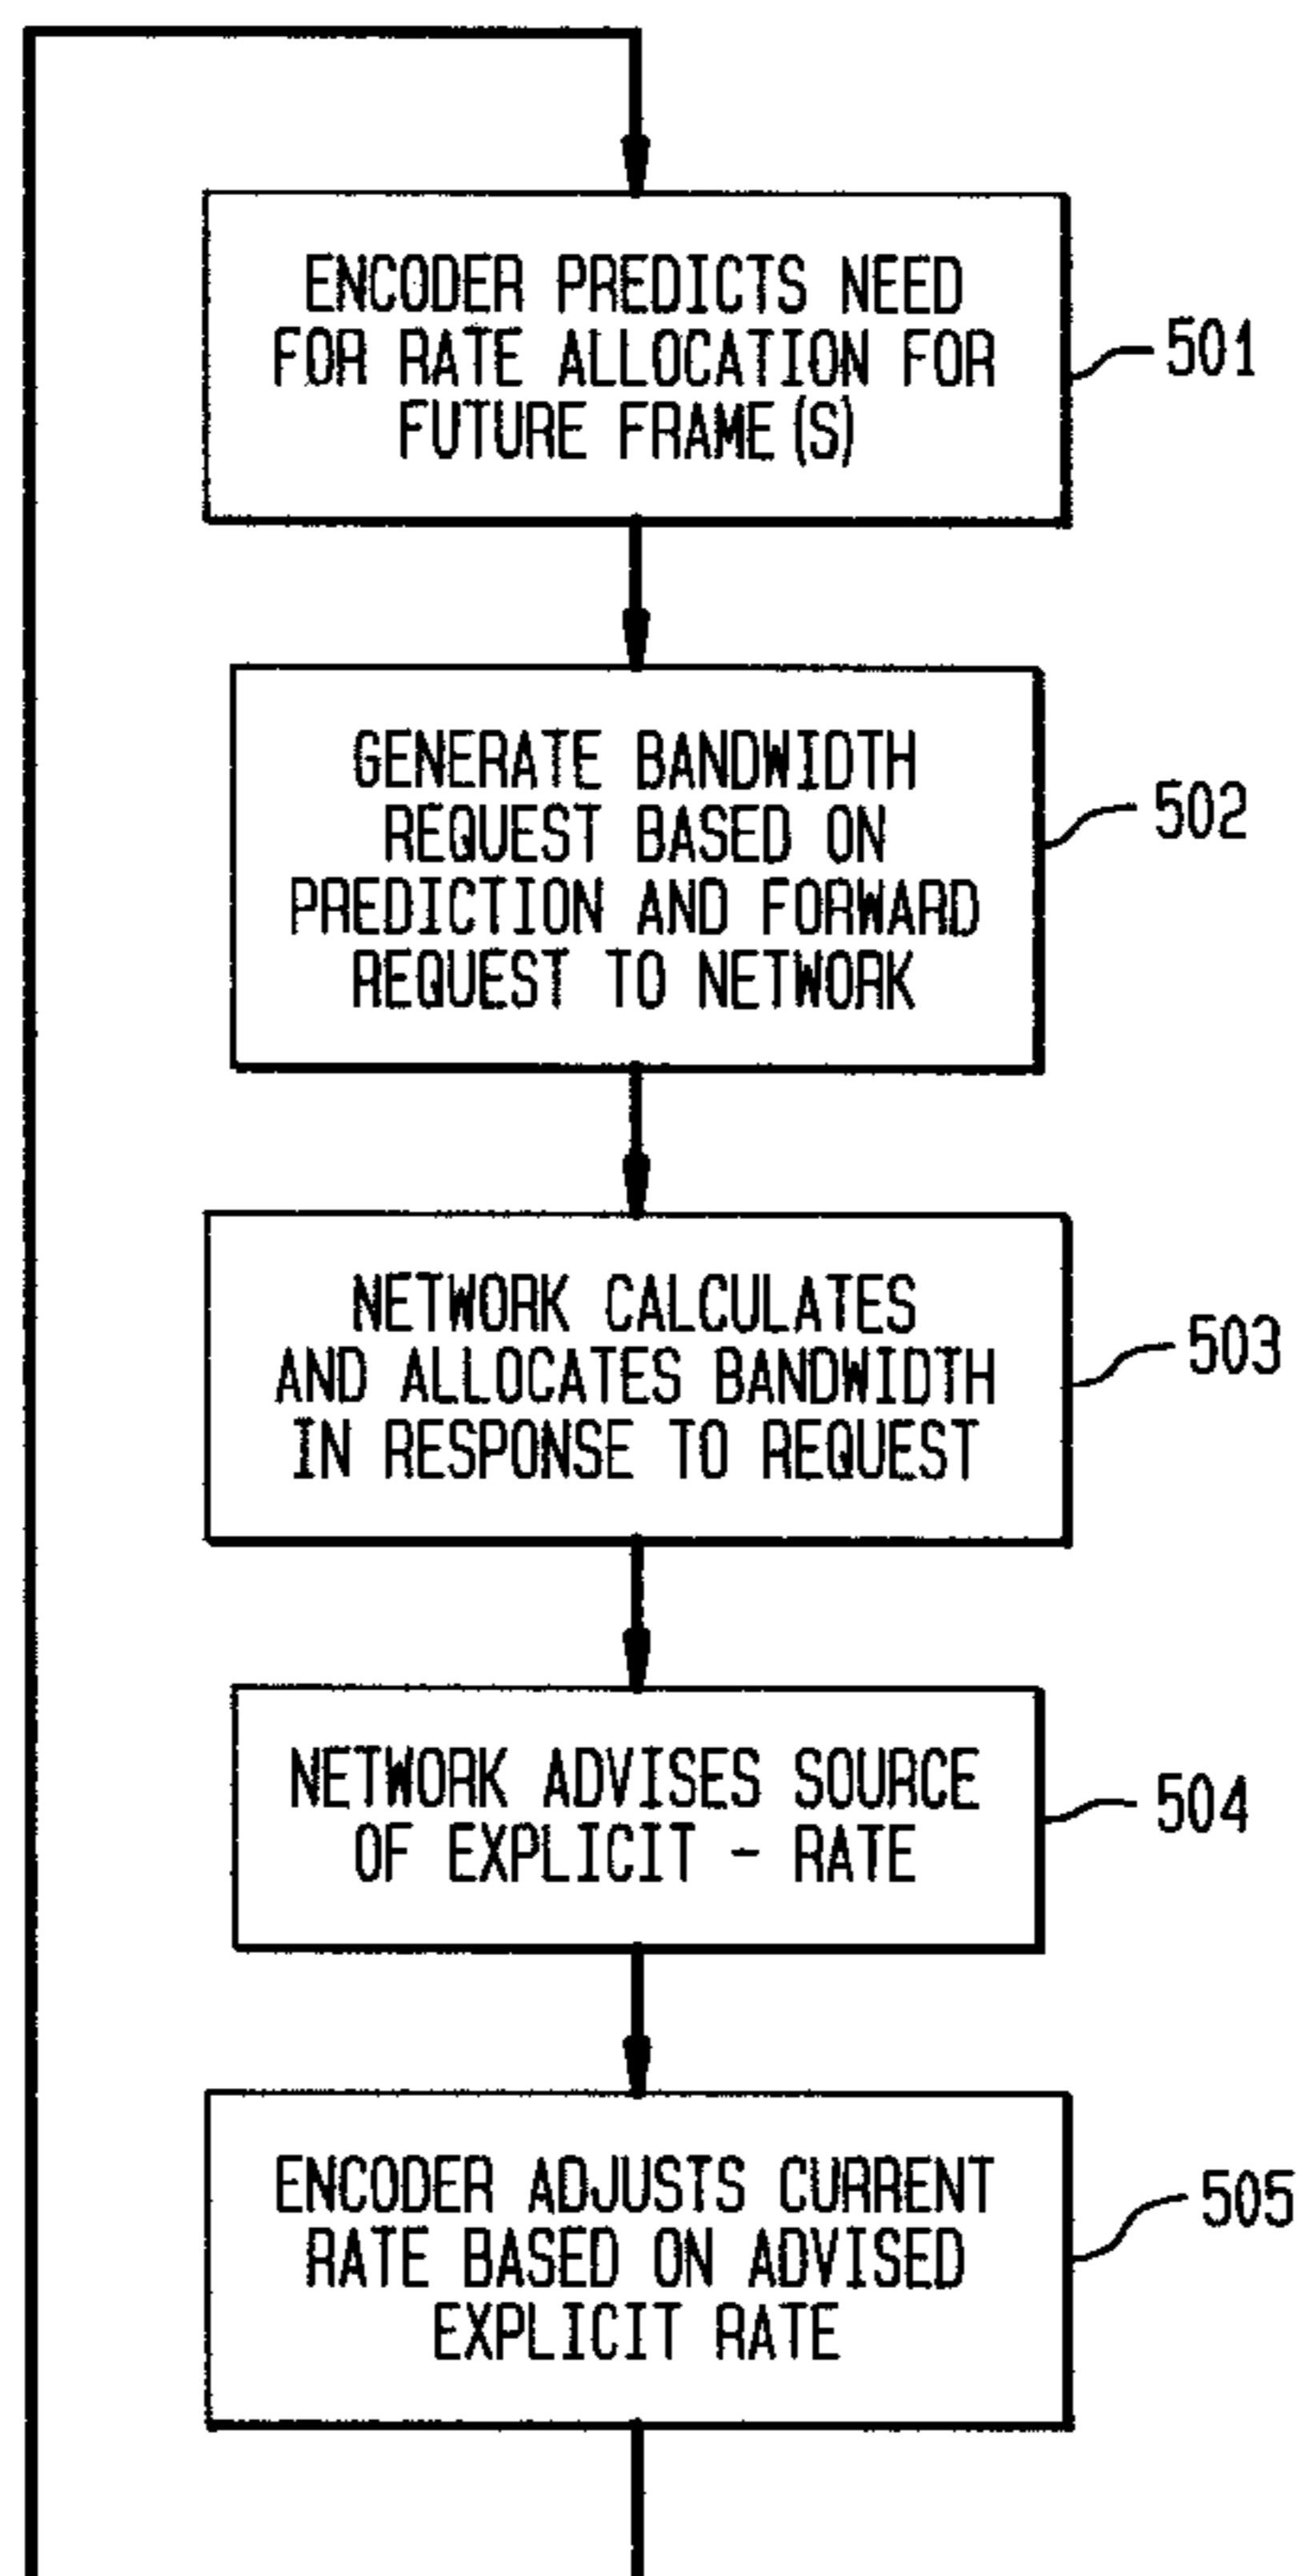 ENCODER PREDICTS NEED
FOR RATE ALLOCATION FOR
FUTURE FRAME(S)
501
GENERATE BANDWIDTH
REQUEST BASED ON
PREDICTION AND FORWARD
REQUEST TO NETWORK
502
NETWORK CALCULATES
AND ALLOCATES BANDWIDTH
IN RESPONSE TO REQUEST
503
NETWORK ADVISES SOURCE
OF EXPLICIT - RATE
504
ENCODER ADJUSTS CURRENT
RATE BASED ON ADVISED
EXPLICIT RATE
505